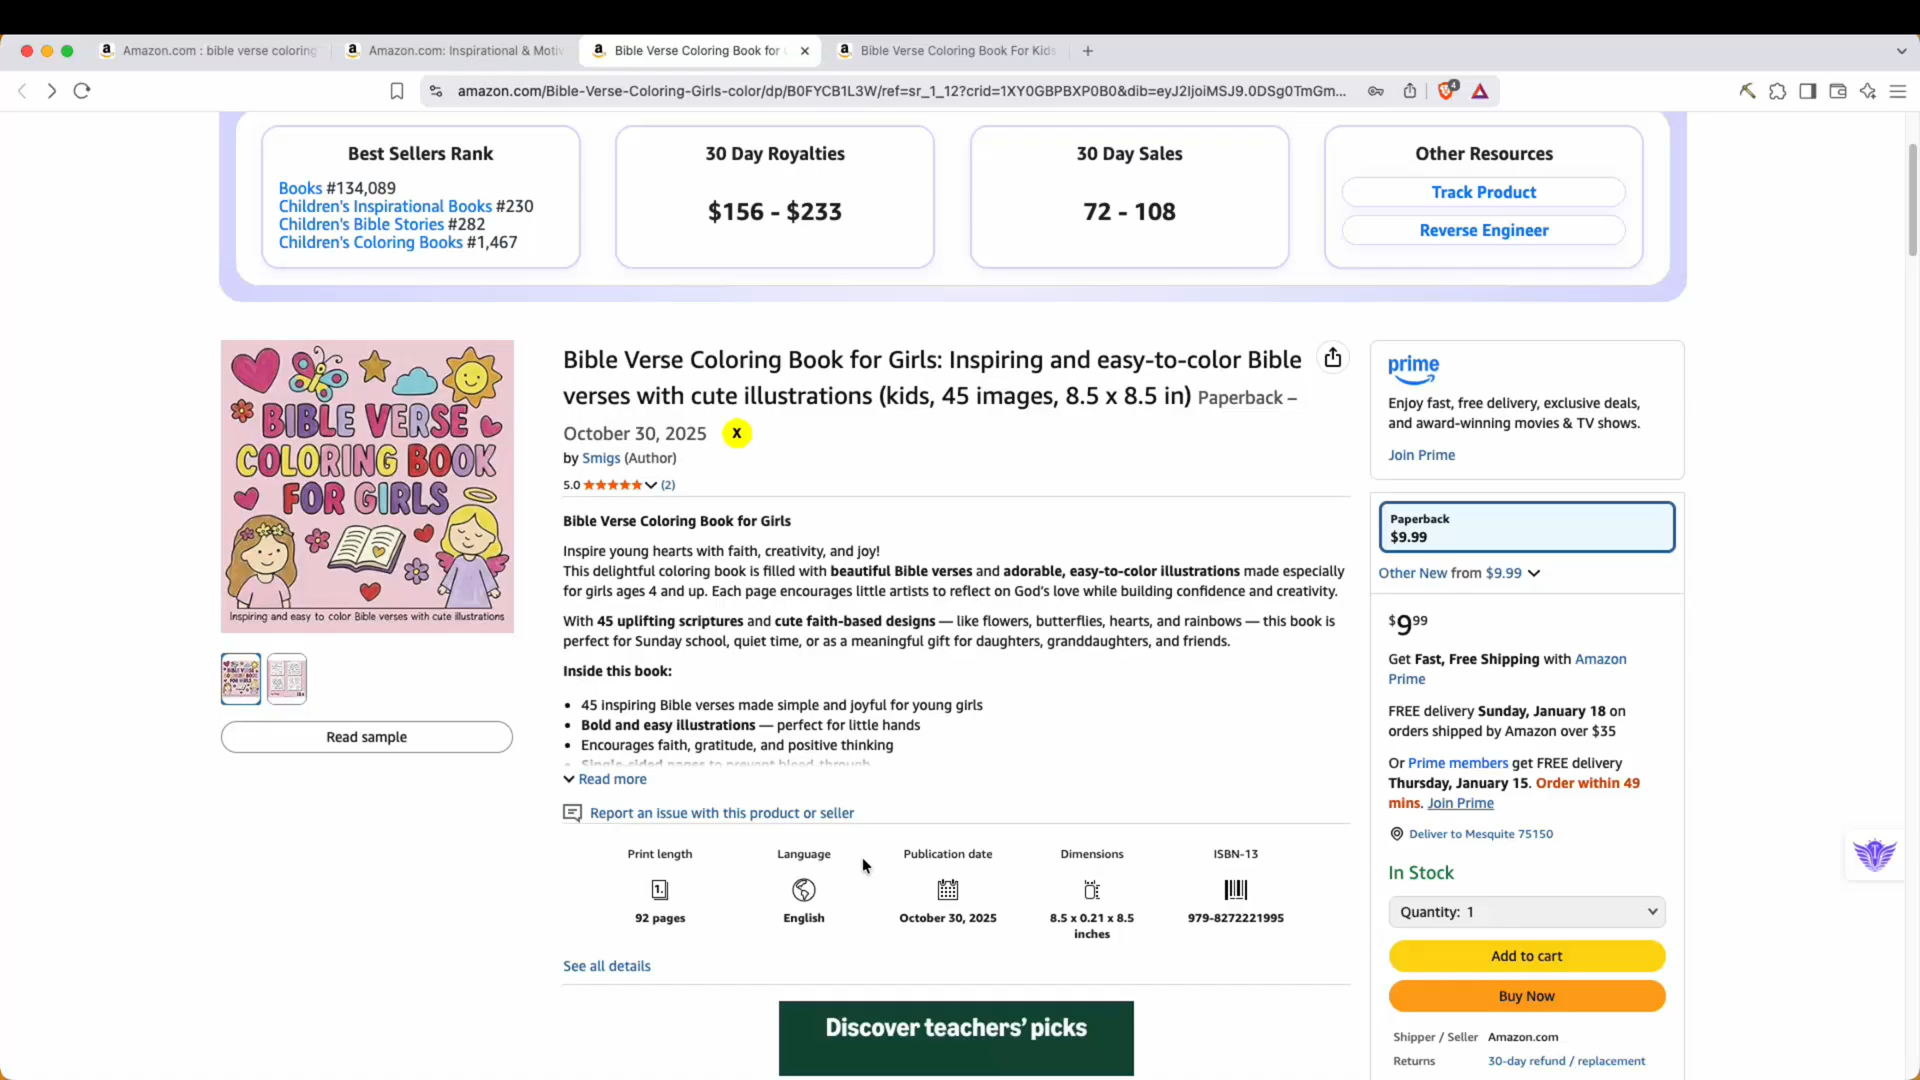 Amazon.com : bible verse coloring
Amazon.com: Inspirational & Motiv
Bible Verse Coloring Book for
Bible Verse Coloring Book For Kids
amazon.com/Bible-Verse-Coloring-Girls-color/dp/B0FYCB1L3W/ref=sr_1_12?crid=1XY0GBPBXP0B0&dib=eyJ2IjoiMSJ9.0DSg0TmGm...
4
Best Sellers Rank
Books #134,089
Children's Inspirational Books #230
Children's Bible Stories #282
Children's Coloring Books #1,467
30 Day Royalties
$156 - $233
30 Day Sales
72 - 108
Other Resources
Track Product
Reverse Engineer
BIBLE VERSE
COLORING BOOK
FOR GIRLS
Inspiring and easy to color Bible verses with cute illustrations
Read sample
Bible Verse Coloring Book for Girls: Inspiring and easy-to-color Bible
verses with cute illustrations (kids, 45 images, 8.5 x 8.5 in) Paperback –
October 30, 2025 X
by Smigs (Author)
5.0 (2)
Bible Verse Coloring Book for Girls
Inspire young hearts with faith, creativity, and joy!
This delightful coloring book is filled with beautiful Bible verses and adorable, easy-to-color illustrations made especially
for girls ages 4 and up. Each page encourages little artists to reflect on God's love while building confidence and creativity.
With 45 uplifting scriptures and cute faith-based designs — like flowers, butterflies, hearts, and rainbows — this book is
perfect for Sunday school, quiet time, or as a meaningful gift for daughters, granddaughters, and friends.
Inside this book:
• 45 inspiring Bible verses made simple and joyful for young girls
• Bold and easy illustrations — perfect for little hands
• Encourages faith, gratitude, and positive thinking
• Single-sided pages to prevent bleed-through
Read more
Report an issue with this product or seller
Print length
92 pages
Language
English
Publication date
October 30, 2025
Dimensions
8.5 x 0.21 x 8.5
inches
ISBN-13
979-8272221995
See all details
Discover teachers' picks
prime
Enjoy fast, free delivery, exclusive deals,
and award-winning movies & TV shows.
Join Prime
Paperback
$9.99
Other New from $9.99
$9.99
Get Fast, Free Shipping with Amazon
Prime
FREE delivery Sunday, January 18 on
orders shipped by Amazon over $35
Or Prime members get FREE delivery
Thursday, January 15. Order within 49
mins. Join Prime
Deliver to Mesquite 75150
In Stock
Quantity: 1
Add to cart
Buy Now
Shipper / Seller Amazon.com
Returns 30-day refund / replacement